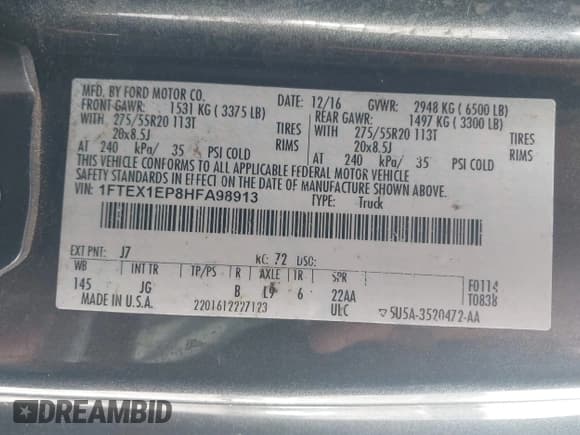 MFD. BY FORD MOTOR CO.
DATE: 12/16 GVWR: 2948 KG ( 6500 LB)
FRONT GAWR: 1531 KG ( 3375 LB)
REAR GAWR: 1497 KG ( 3300 LB)
WITH 275/55R20 113T TIRES
WITH 275/55R20 113T TIRES
20x8.5J RIMS
20x8.5J RIMS
AT 240 kPa/ 35 PSI COLD
AT 240 kPa/ 35 PSI COLD
THIS VEHICLE CONFORMS TO ALL APPLICABLE FEDERAL MOTOR VEHICLE
SAFETY STANDARDS IN EFFECT ON THE DATE OF MANUFACTURE SHOWN ABOVE.
VIN: 1FTEX1EP8HFA98913
TYPE: Truck
EXT PNT: J7 RC: 72 DSO:
WB INT TR TP/PS R AXLE TR SPR
145 JG B L9 6 22AA
F0114
T0838
MADE IN U.S.A. 2201612227123 ULC
5U5A-3520472-AA
DREAMBID